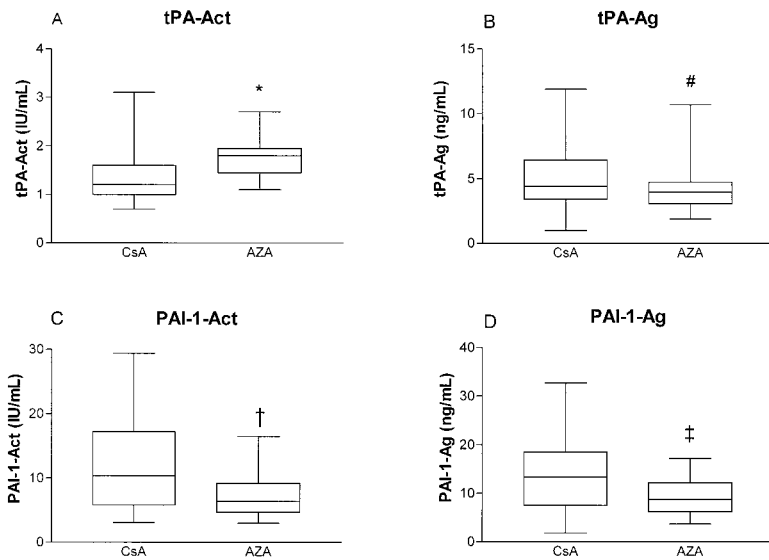 A
tPA-Act
tPA-Act (IU/mL)
4
3
2
1
0
*
CsA
AZA
B
tPA-Ag
tPA-Ag (ng/mL)
15
10
5
0
#
CsA
AZA
C
PAI-1-Act
PAI-1-Act (IU/mL)
30
20
10
0
†
CsA
AZA
D
PAI-1-Ag
PAI-1-Ag (ng/mL)
40
30
20
10
0
‡
CsA
AZA